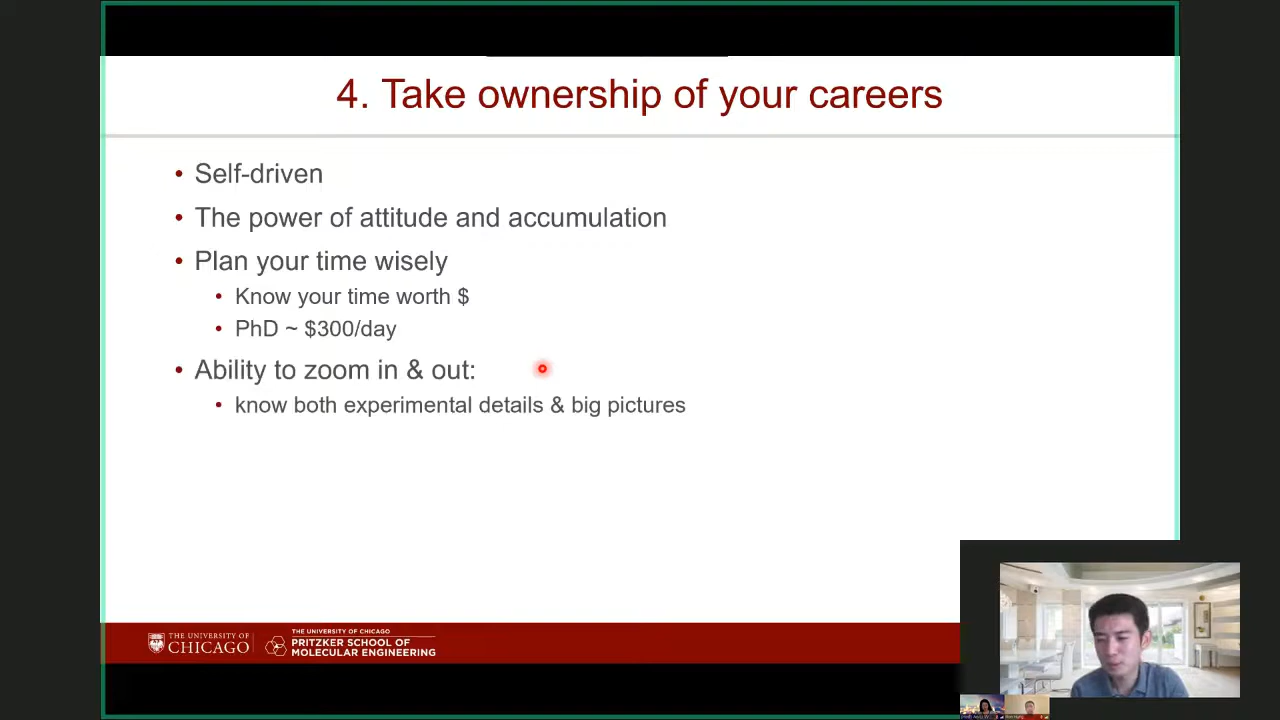 4. Take ownership of your careers
• Self-driven
• The power of attitude and accumulation
• Plan your time wisely
• Know your time worth $
• PhD ~ $300/day
• Ability to zoom in & out:
• know both experimental details & big pictures
THE UNIVERSITY OF
CHICAGO
THE UNIVERSITY OF CHICAGO
PRITZKER SCHOOL OF
MOLECULAR ENGINEERING